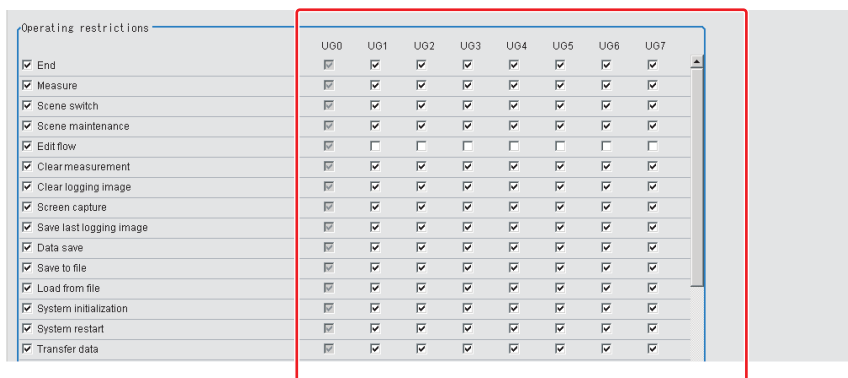 Operating restrictions
UG0 UG1 UG2 UG3 UG4 UG5 UG6 UG7
End
Measure
Scene switch
Scene maintenance
Edit flow
Clear measurement
Clear logging image
Screen capture
Save last logging image
Data save
Save to file
Load from file
System initialization
System restart
Transfer data